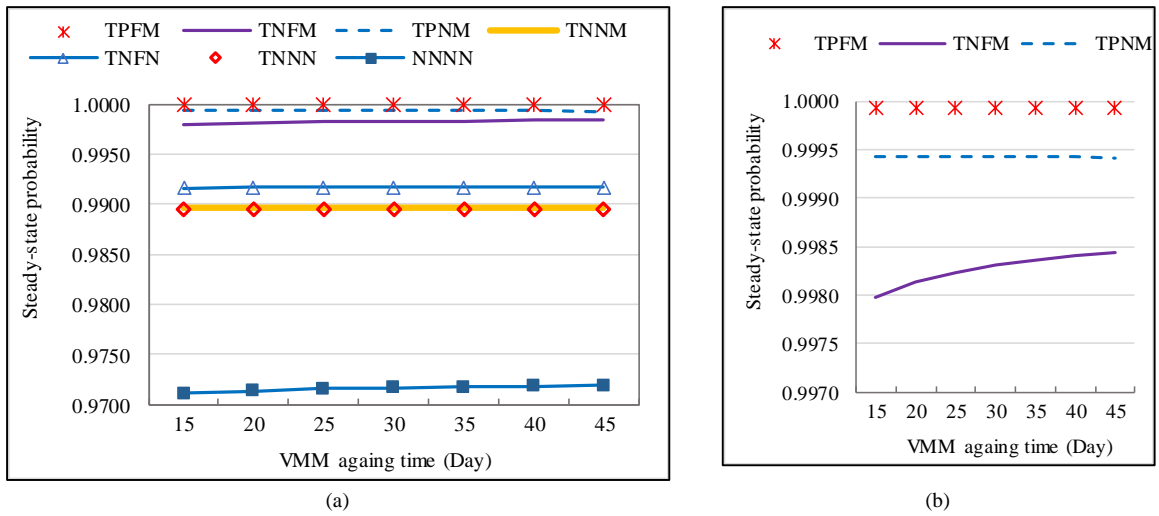 TPFM TNFM TPNM TNNM
TNFN TNNN NNNN
1.0000
0.9950
0.9900
0.9850
0.9800
0.9750
0.9700
Steady-state probability
15 20 25 30 35 40 45
VMM againg time (Day)
(a)
TPFM TNFM TPNM
1.0000
0.9995
0.9990
0.9985
0.9980
0.9975
0.9970
Steady-state probability
15 20 25 30 35 40 45
VMM againg time (Day)
(b)